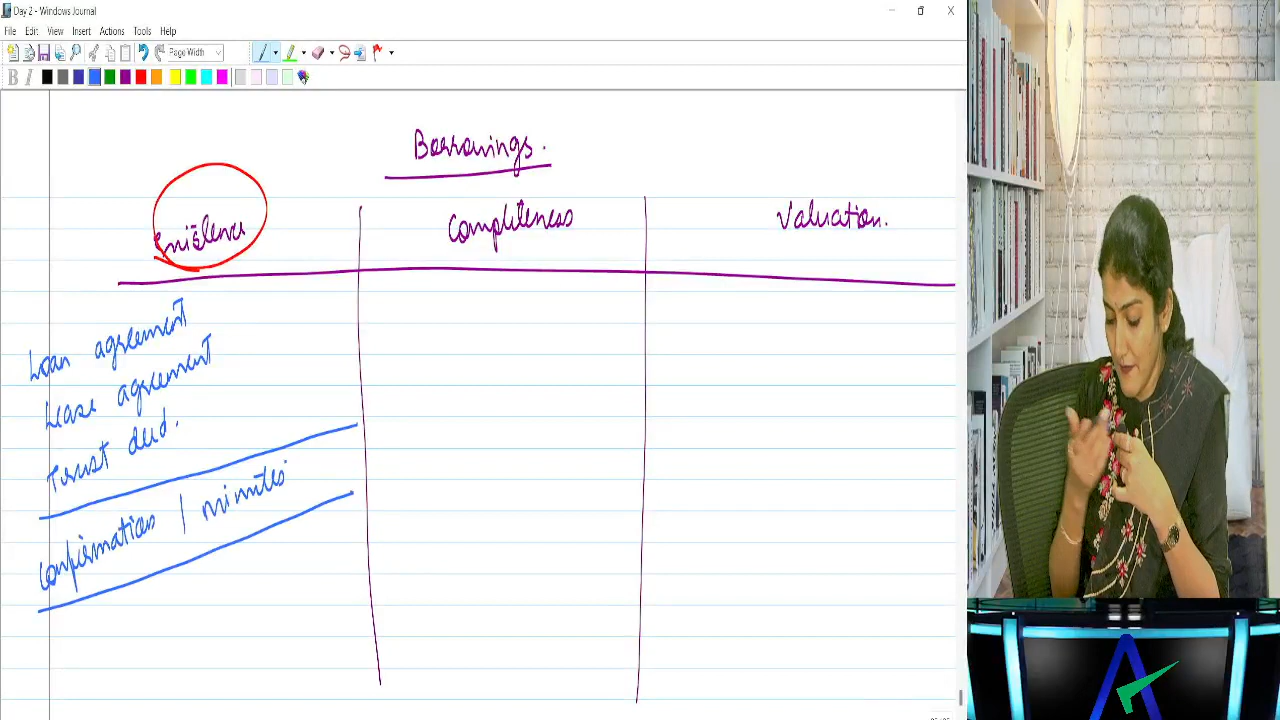 Day 2 - Windows Journal
File Edit View Insert Actions Tools Help
Page Width
B I
Borrowings.
Existence Completeness Valuation.
Loan agreement
Lease agreement
Trust deed.
Confirmations / minutes